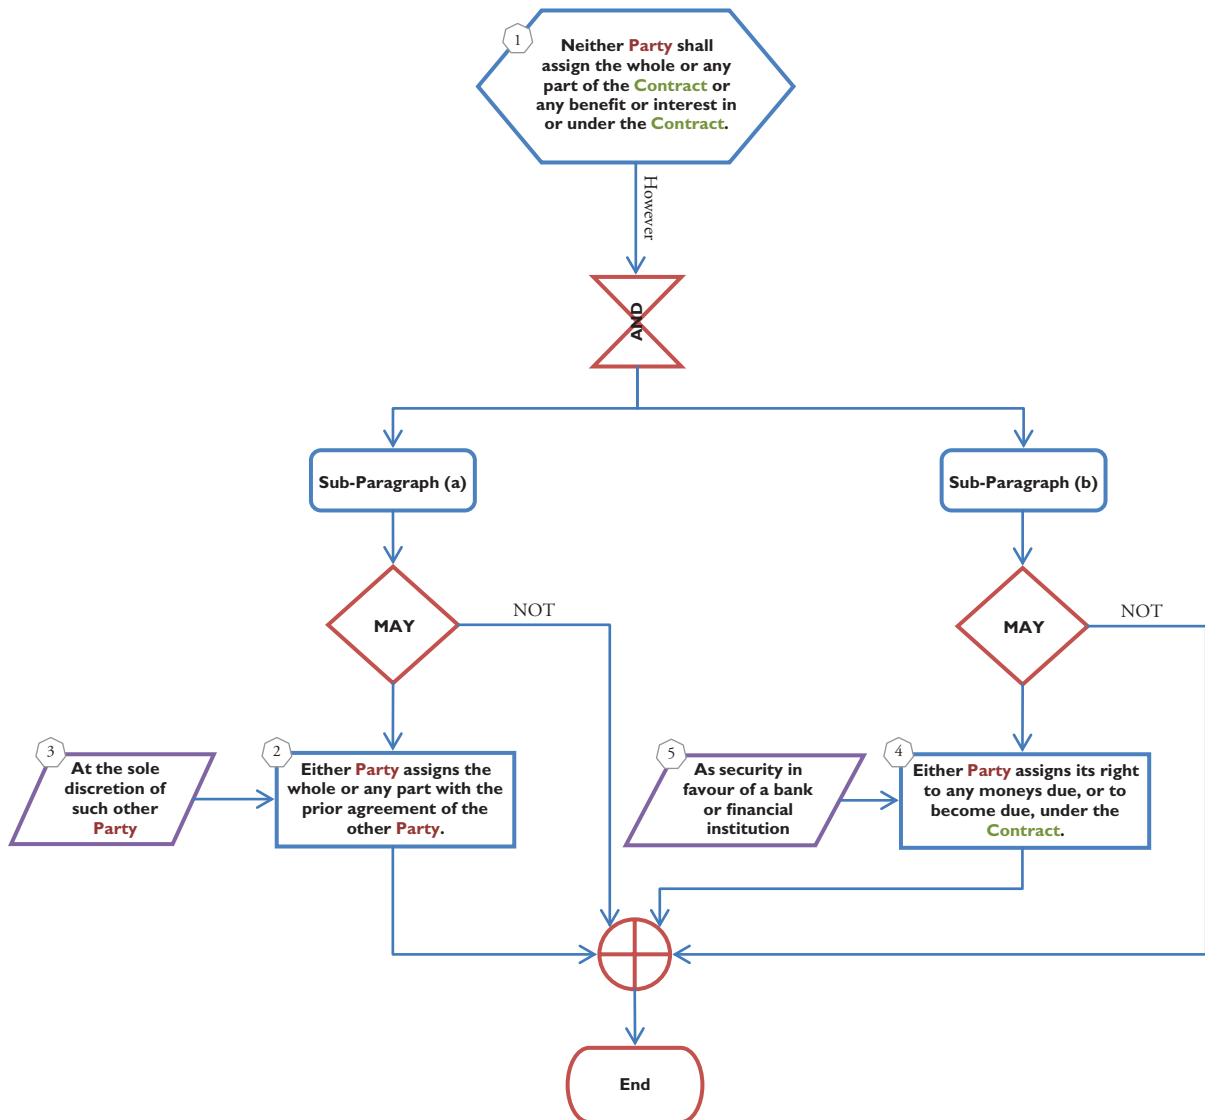 1
Neither Party shall
assign the whole or any
part of the Contract or
any benefit or interest in
or under the Contract.
However
AND
Sub-Paragraph (a)
Sub-Paragraph (b)
MAY
NOT
MAY
NOT
3
At the sole
discretion of
such other
Party
2
Either Party assigns the
whole or any part with the
prior agreement of the
other Party.
5
As security in
favour of a bank
or financial
institution
4
Either Party assigns its right
to any moneys due, or to
become due, under the
Contract.
End